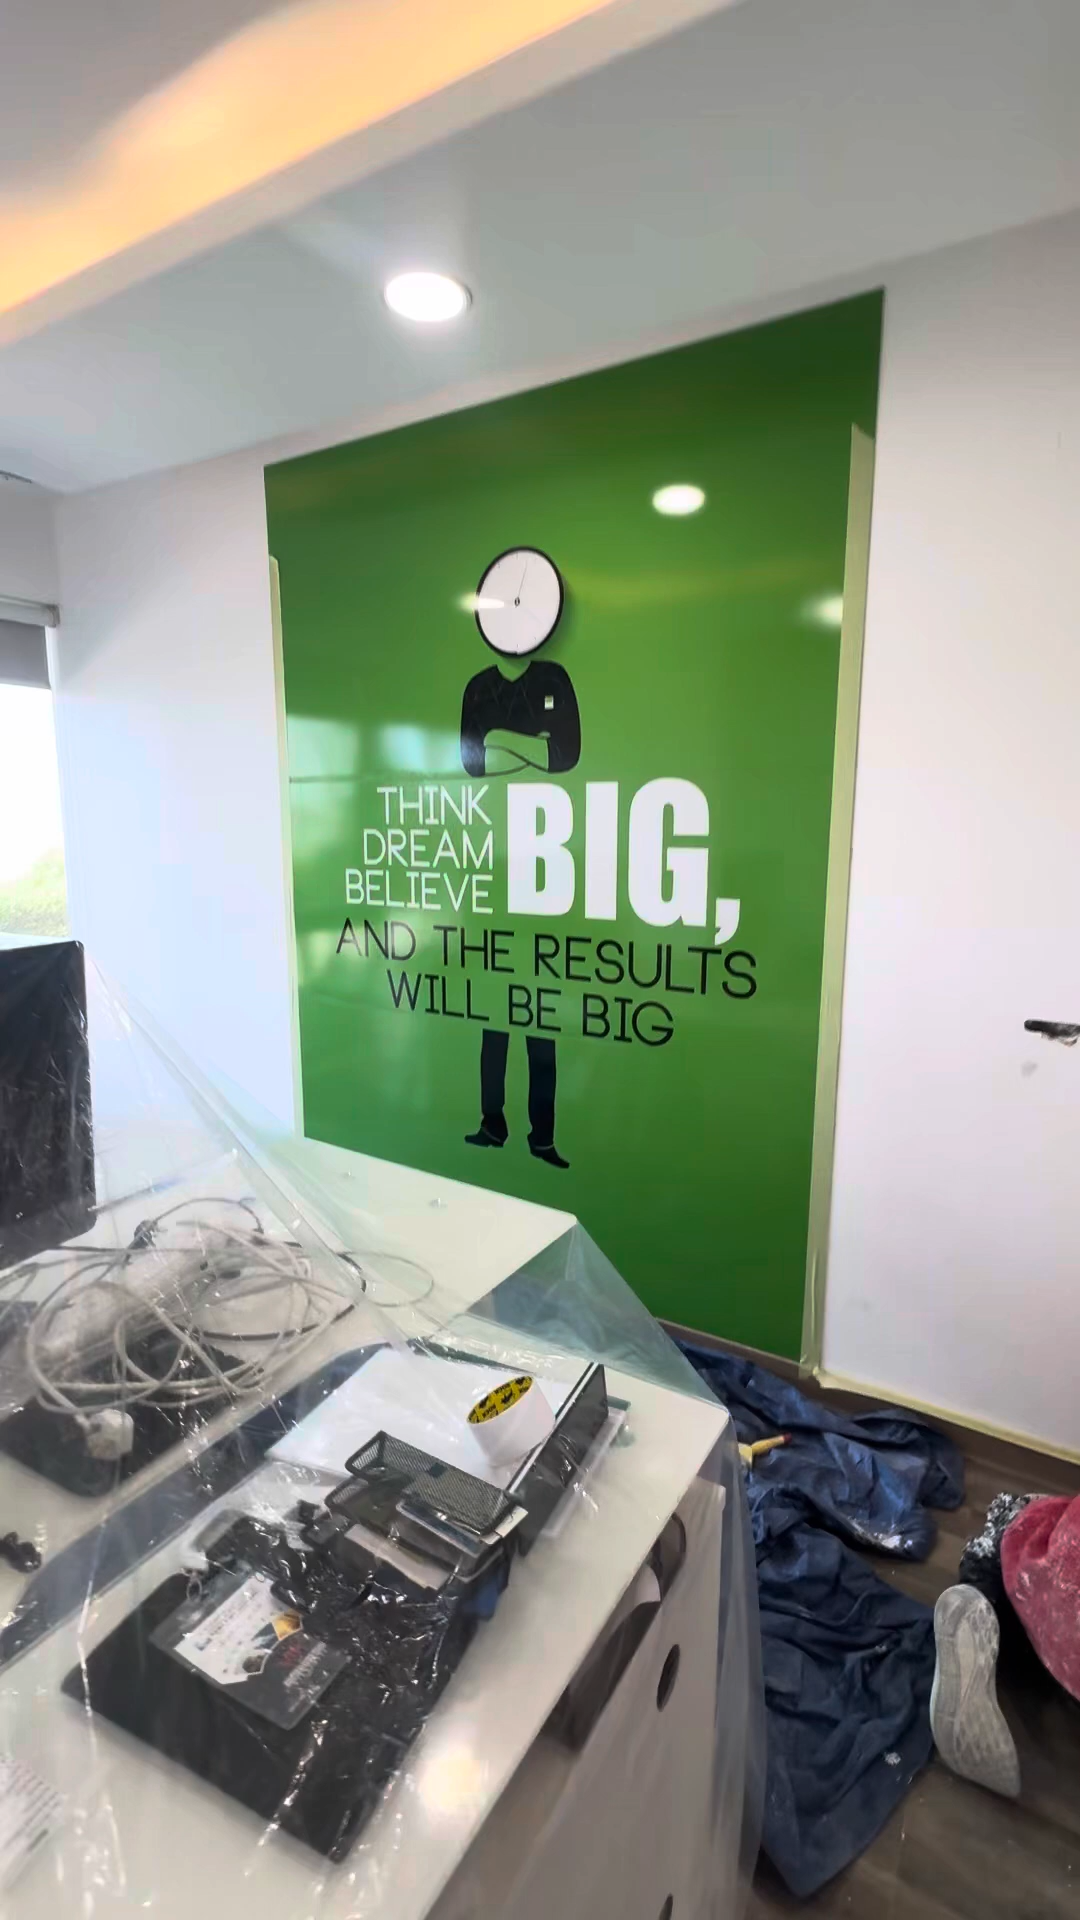 THINK
DREAM
BELIEVE
BIG,
AND THE RESULTS
WILL BE BIG